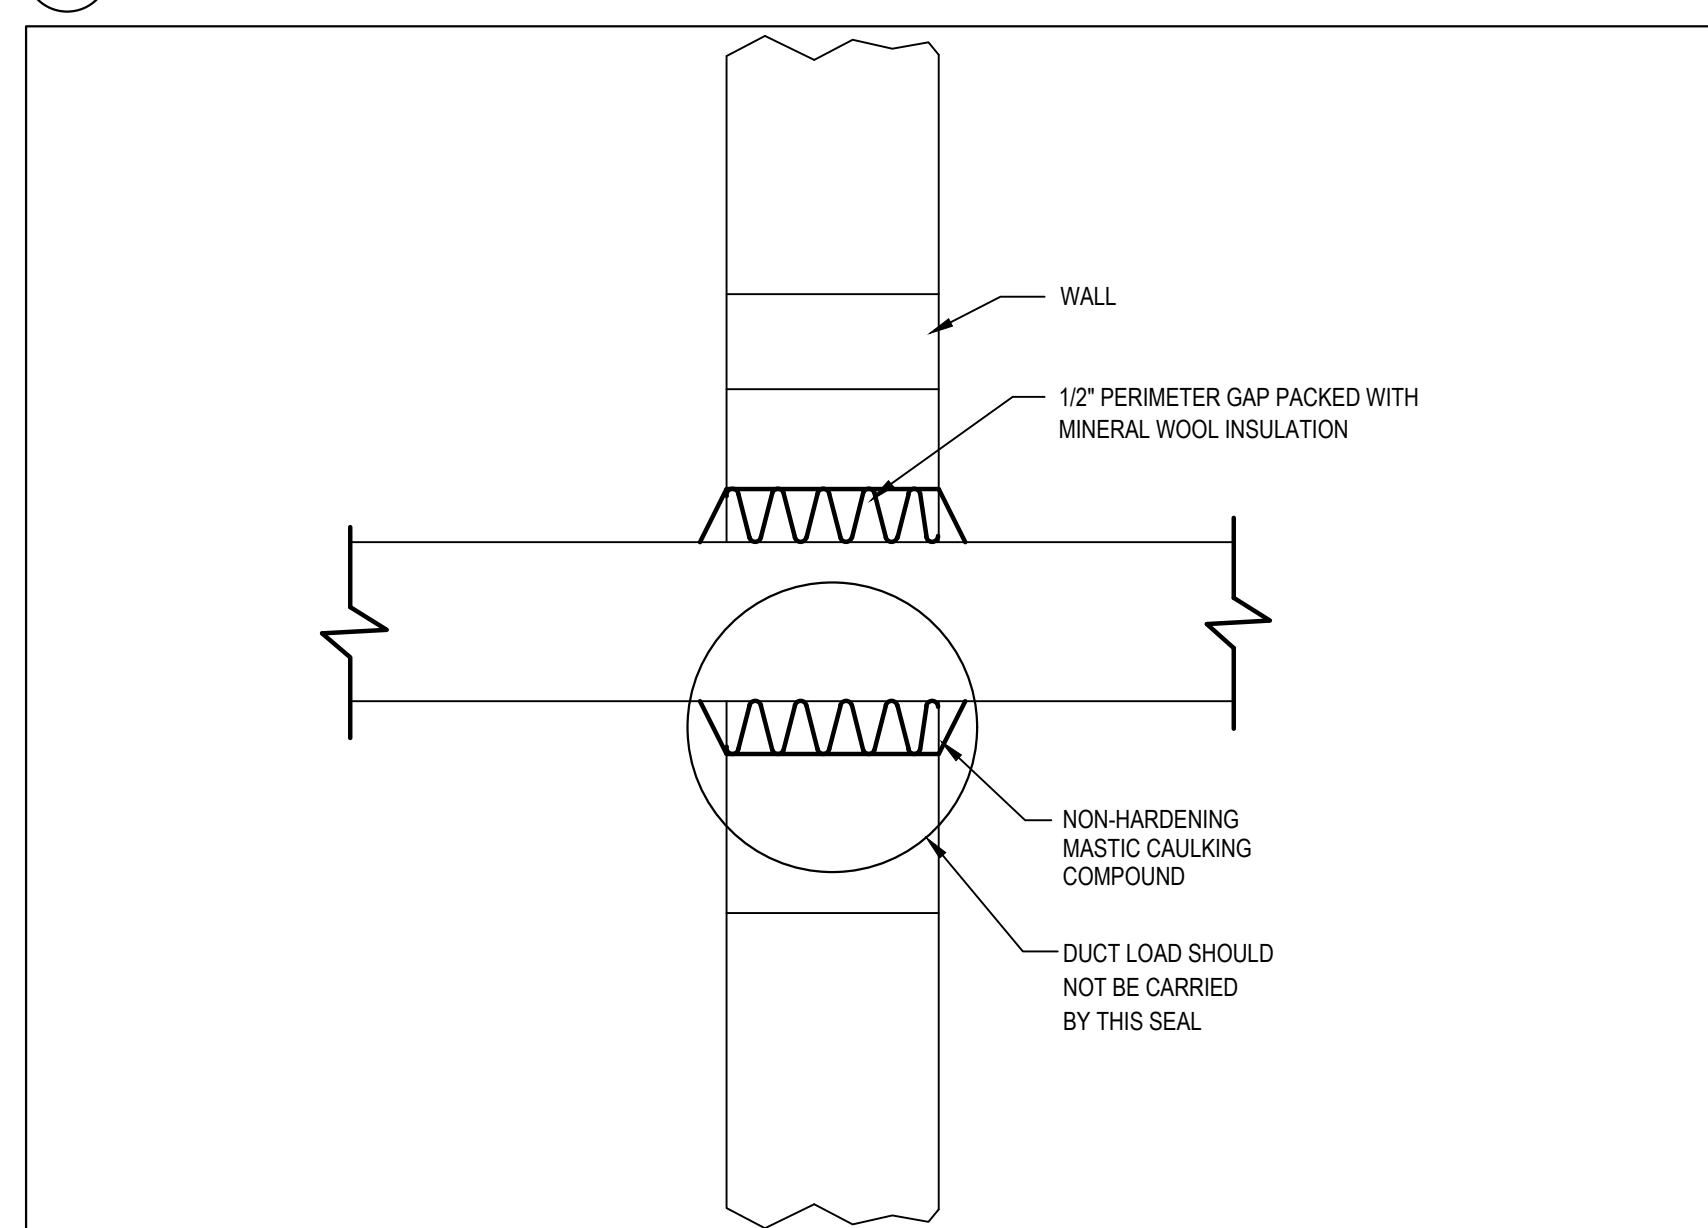 WALL
1/2" PERIMETER GAP PACKED WITH
MINERAL WOOL INSULATION
NON-HARDENING
MASTIC CAULKING
COMPOUND
DUCT LOAD SHOULD
NOT BE CARRIED
BY THIS SEAL